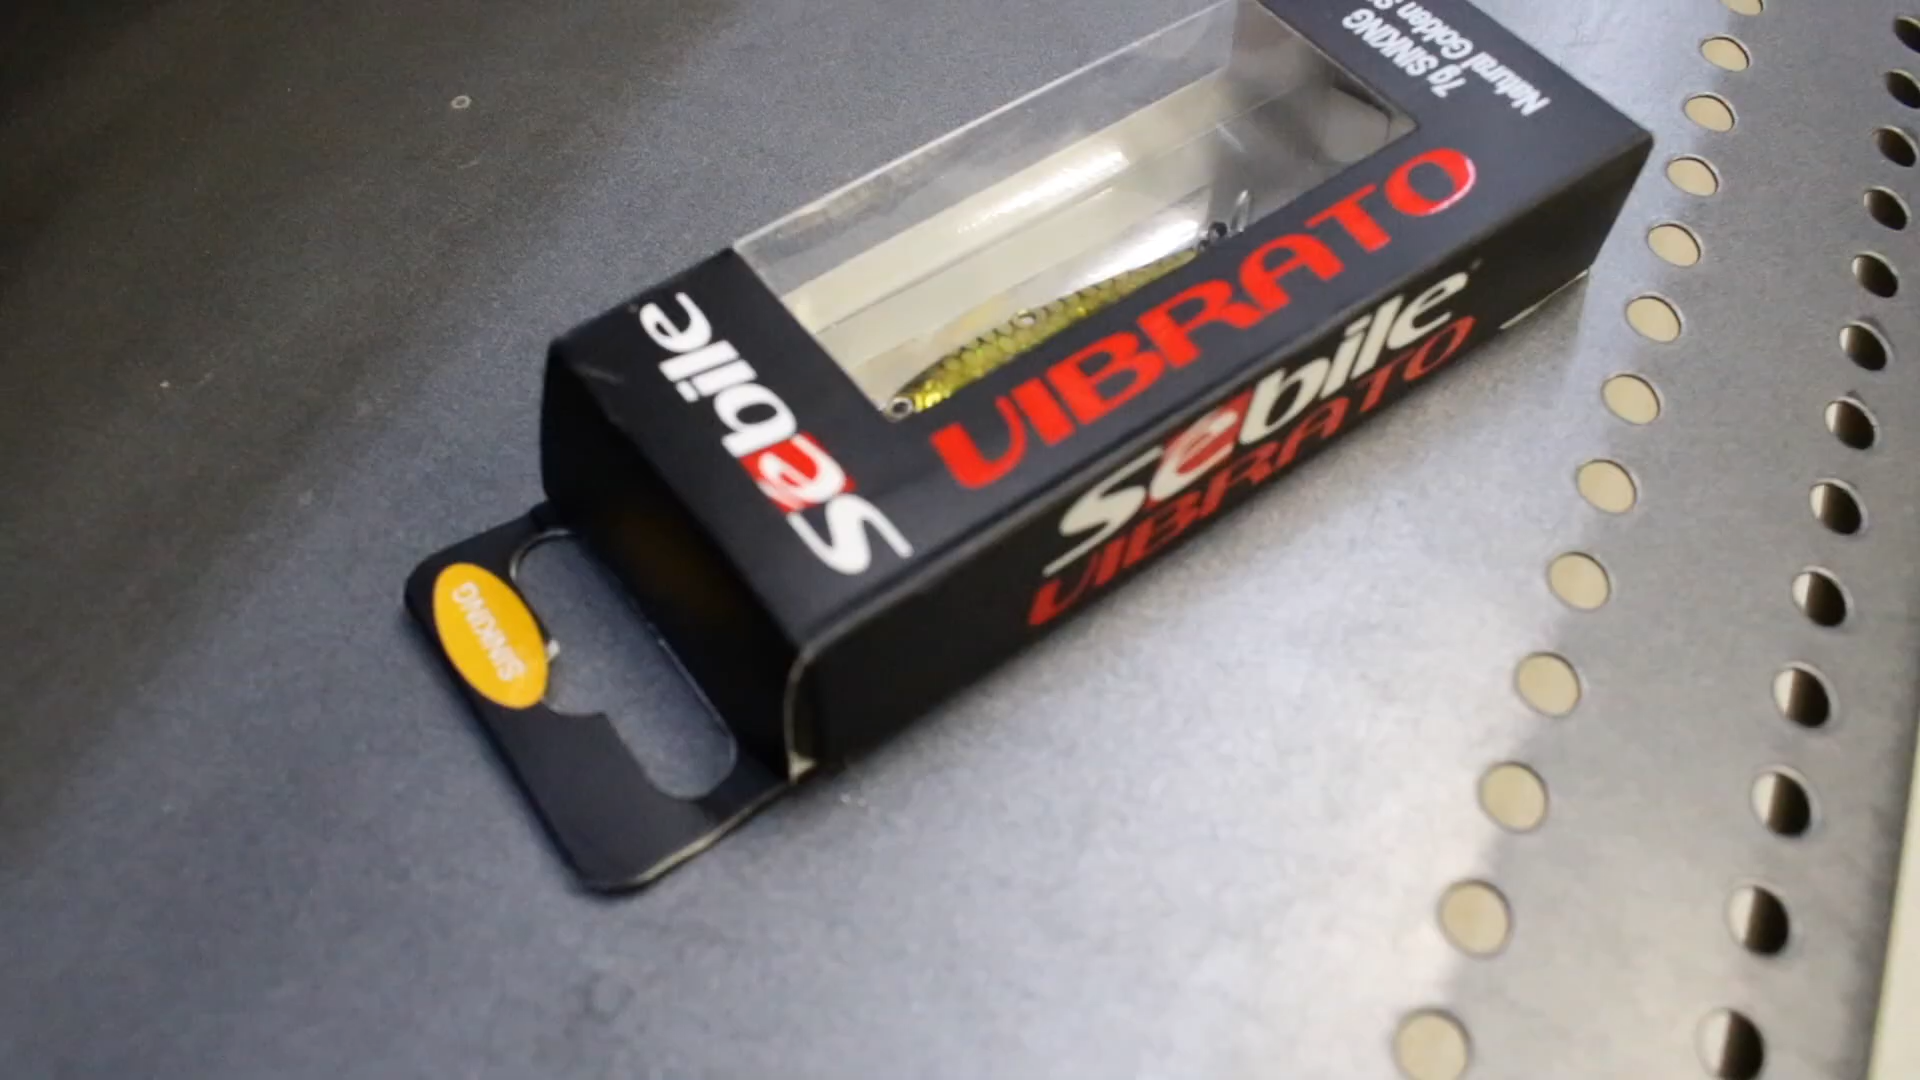 7g SINKING
Natural Golden
Sebile
VIBRATO
Sebile
VIBRATO
SINKING